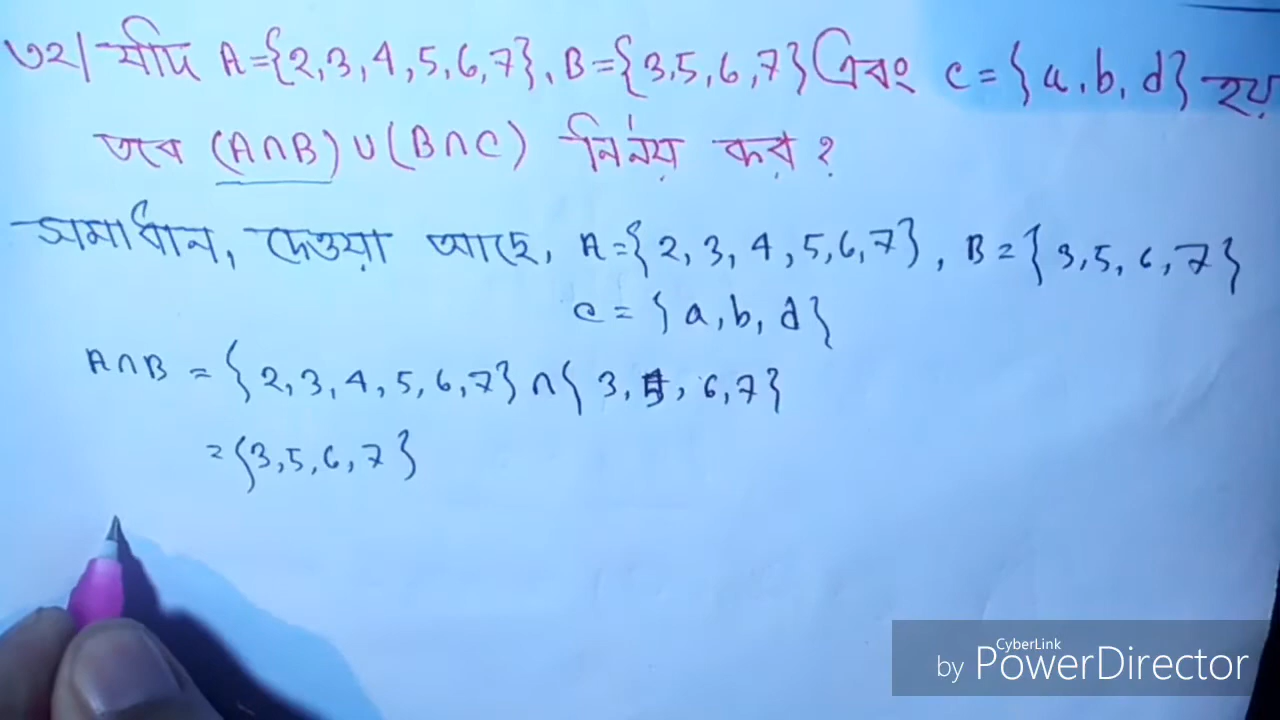 ৩২। যদি A={2,3,4,5,6,7}, B={3,5,6,7} এবং C={a,b,d} হয়
তবে (A∩B)∪(B∩C) নির্নয় কর?
সমাধান, দেওয়া আছে, A={2,3,4,5,6,7}, B={3,5,6,7}
C={a,b,d}
A∩B={2,3,4,5,6,7}∩{3,5,6,7}
={3,5,6,7}
CyberLink
by PowerDirector